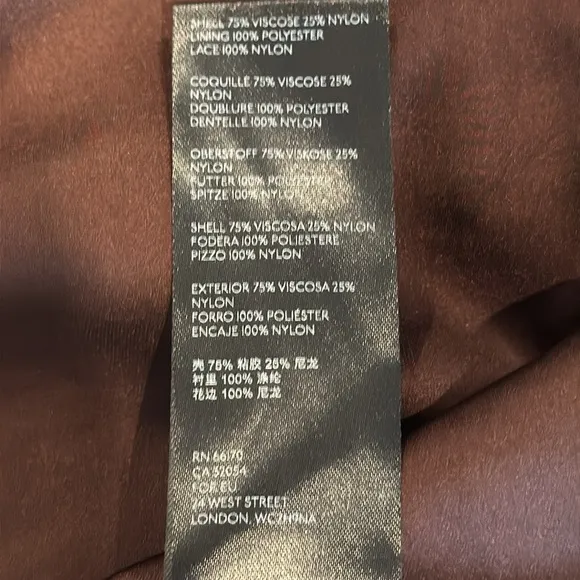 SHELL 75% VISCOSE 25% NYLON
LINING 100% POLYESTER
LACE 100% NYLON
COQUILLE 75% VISCOSE 25%
NYLON
DOUBLURE 100% POLYESTER
DENTELLE 100% NYLON
OBERSTOFF 75% VISKOSE 25%
NYLON
FUTTER 100% POLYESTER
SPITZE 100% NYLON
SHELL 75% VISCOSA 25% NYLON
FODERA 100% POLIESTERE
PIZZO 100% NYLON
EXTERIOR 75% VISCOSA 25%
NYLON
FORRO 100% POLIÉSTER
ENCAJE 100% NYLON
壳 75% 粘胶 25% 尼龙
衬里 100% 涤纶
花边 100% 尼龙
RN 66170
CA 52054
FOR EU
24 WEST STREET
LONDON, WC2H9NA